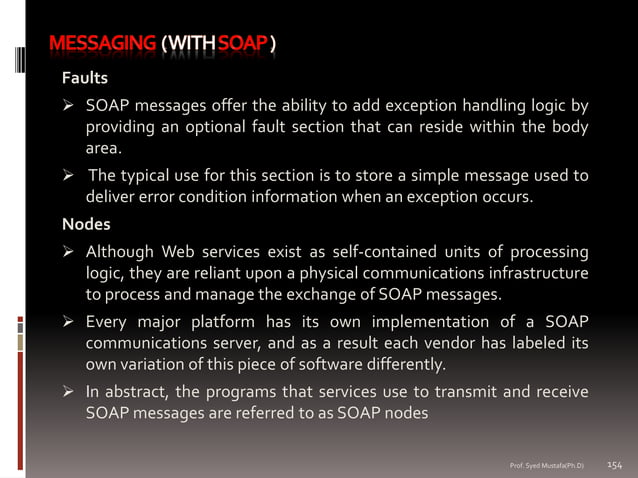 MESSAGING (WITH SOAP)
Faults
➢ SOAP messages offer the ability to add exception handling logic by
providing an optional fault section that can reside within the body
area.
➢ The typical use for this section is to store a simple message used to
deliver error condition information when an exception occurs.
Nodes
➢ Although Web services exist as self-contained units of processing
logic, they are reliant upon a physical communications infrastructure
to process and manage the exchange of SOAP messages.
➢ Every major platform has its own implementation of a SOAP
communications server, and as a result each vendor has labeled its
own variation of this piece of software differently.
➢ In abstract, the programs that services use to transmit and receive
SOAP messages are referred to as SOAP nodes
Prof. Syed Mustafa(Ph.D) 154